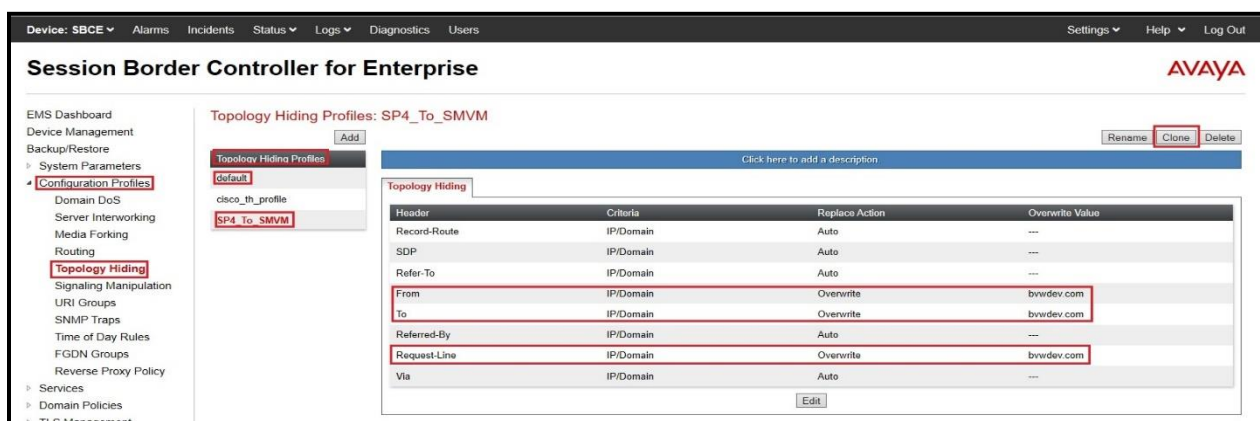 Device: SBCE Alarms Incidents Status Logs Diagnostics Users Settings Help Log Out
Session Border Controller for Enterprise
AVAYA
EMS Dashboard
Device Management
Backup/Restore
System Parameters
Configuration Profiles
Domain DoS
Server Interworking
Media Forking
Routing
Topology Hiding
Signaling Manipulation
URI Groups
SNMP Traps
Time of Day Rules
FGDN Groups
Reverse Proxy Policy
Services
Domain Policies
TLS Management
Topology Hiding Profiles: SP4_To_SMVM
Add
Rename Clone Delete
Topology Hiding Profiles
default
cisco_th_profile
SP4_To_SMVM
Click here to add a description.
Topology Hiding
Header Criteria Replace Action Overwrite Value
Record-Route IP/Domain Auto ---
SDP IP/Domain Auto ---
Refer-To IP/Domain Auto ---
From IP/Domain Overwrite bvwdev.com
To IP/Domain Overwrite bvwdev.com
Referred-By IP/Domain Auto ---
Request-Line IP/Domain Overwrite bvwdev.com
Via IP/Domain Auto ---
Edit